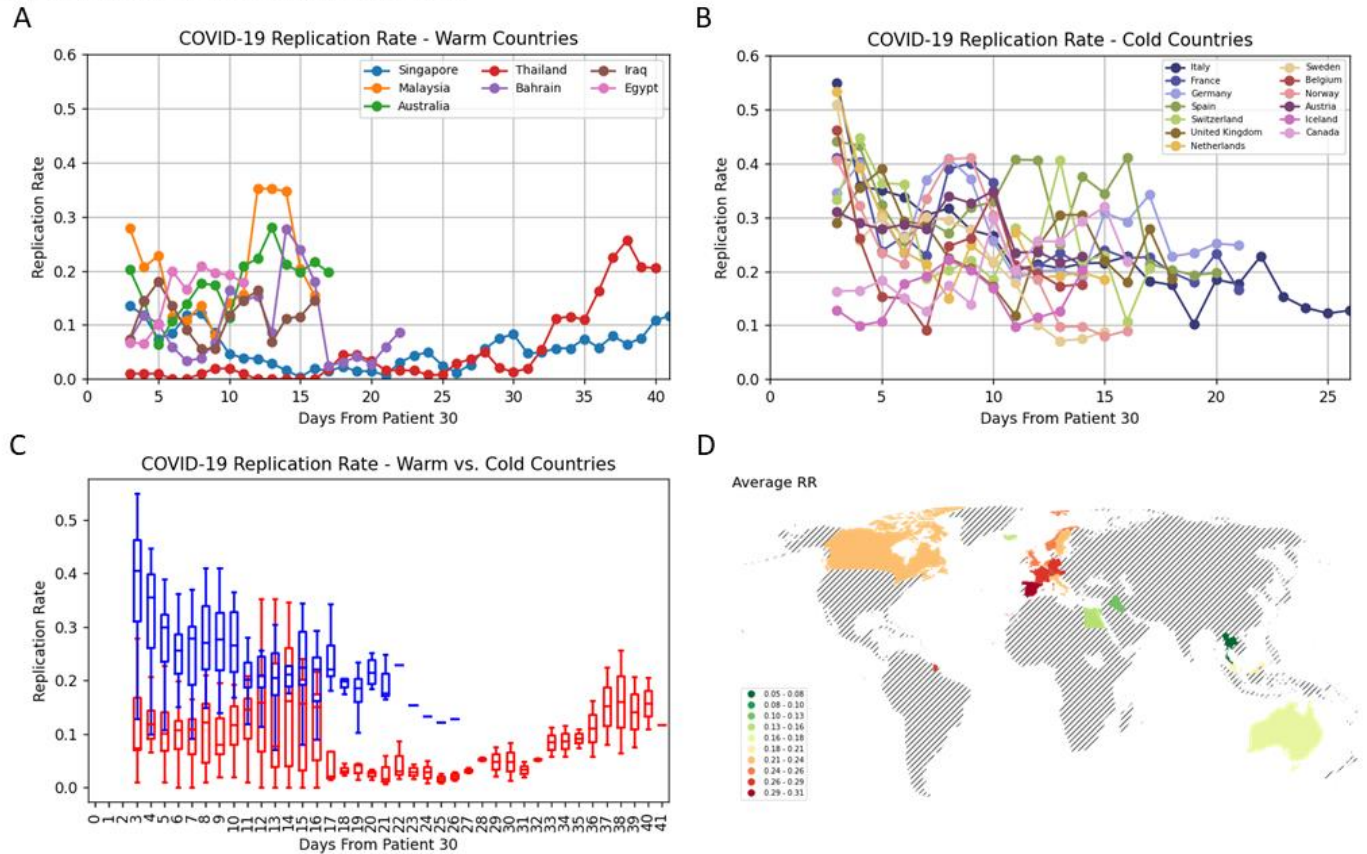 A
COVID-19 Replication Rate - Warm Countries
0.6
0.5
0.4
0.3
0.2
0.1
0.0
Replication Rate
Singapore
Malaysia
Australia
Thailand
Bahrain
Iraq
Egypt
0 5 10 15 20 25 30 35 40
Days From Patient 30
B
COVID-19 Replication Rate - Cold Countries
0.6
0.5
0.4
0.3
0.2
0.1
0.0
Replication Rate
Italy
France
Germany
Spain
Switzerland
United Kingdom
Netherlands
Sweden
Belgium
Norway
Austria
Iceland
Canada
0 5 10 15 20 25
Days From Patient 30
C
COVID-19 Replication Rate - Warm vs. Cold Countries
0.5
0.4
0.3
0.2
0.1
0.0
Replication Rate
0 1 2 3 4 5 6 7 8 9 10 11 12 13 14 15 16 17 18 19 20 21 22 23 24 25 26 27 28 29 30 31 32 33 34 35 36 37 38 39 40 41
Days From Patient 30
D
Average RR
0.05 - 0.08
0.08 - 0.10
0.10 - 0.13
0.13 - 0.16
0.16 - 0.18
0.18 - 0.21
0.21 - 0.24
0.24 - 0.26
0.26 - 0.29
0.29 - 0.31